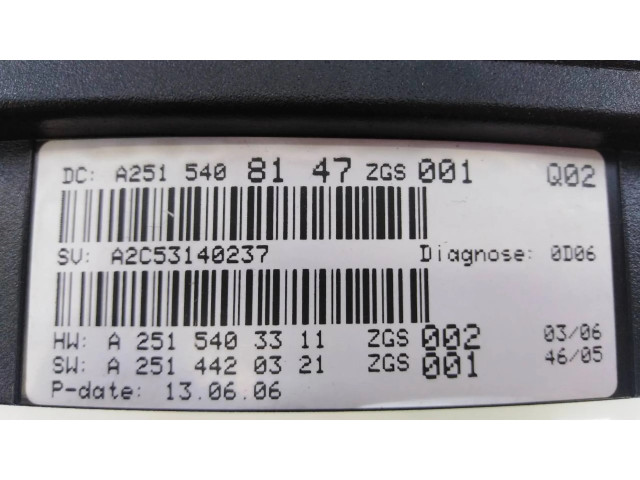 DC: A251 540 81 47 ZGS 001 Q02
SV: A2C53140237 Diagnose: 0D06
HW: A 251 540 33 11 ZGS 002 03/06
SW: A 251 442 03 21 ZGS 001 46/05
P-date: 13.06.06